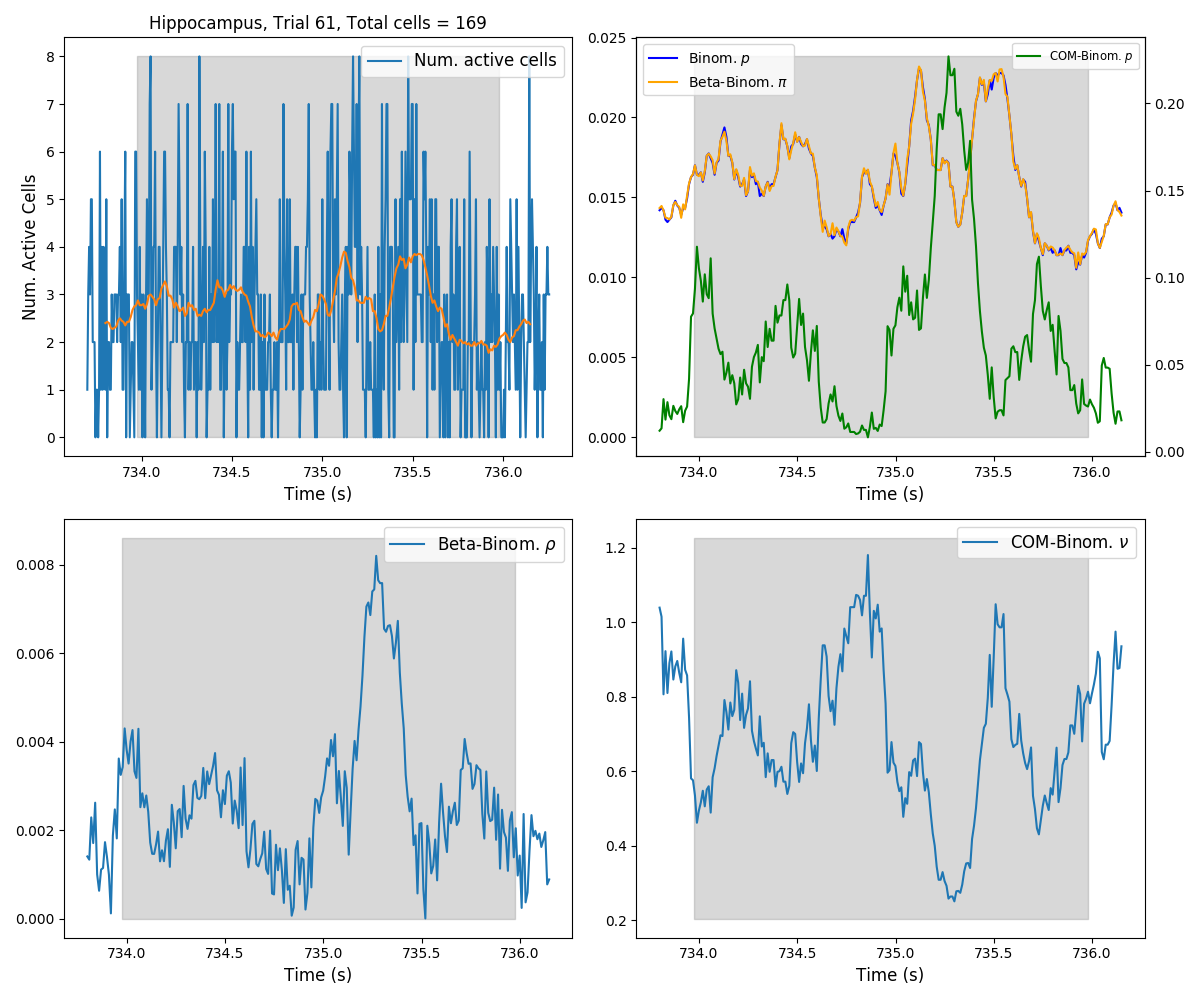 Hippocampus, Trial 61, Total cells = 169
Num. active cells
8
7
6
5
4
3
2
1
0
Num. Active Cells
734.0 734.5 735.0 735.5 736.0
Time (s)
Binom. p
Beta-Binom. π
COM-Binom. p
0.025
0.020
0.015
0.010
0.005
0.000
0.20
0.15
0.10
0.05
0.00
734.0 734.5 735.0 735.5 736.0
Time (s)
Beta-Binom. ρ
0.008
0.006
0.004
0.002
0.000
734.0 734.5 735.0 735.5 736.0
Time (s)
COM-Binom. ν
1.2
1.0
0.8
0.6
0.4
0.2
734.0 734.5 735.0 735.5 736.0
Time (s)